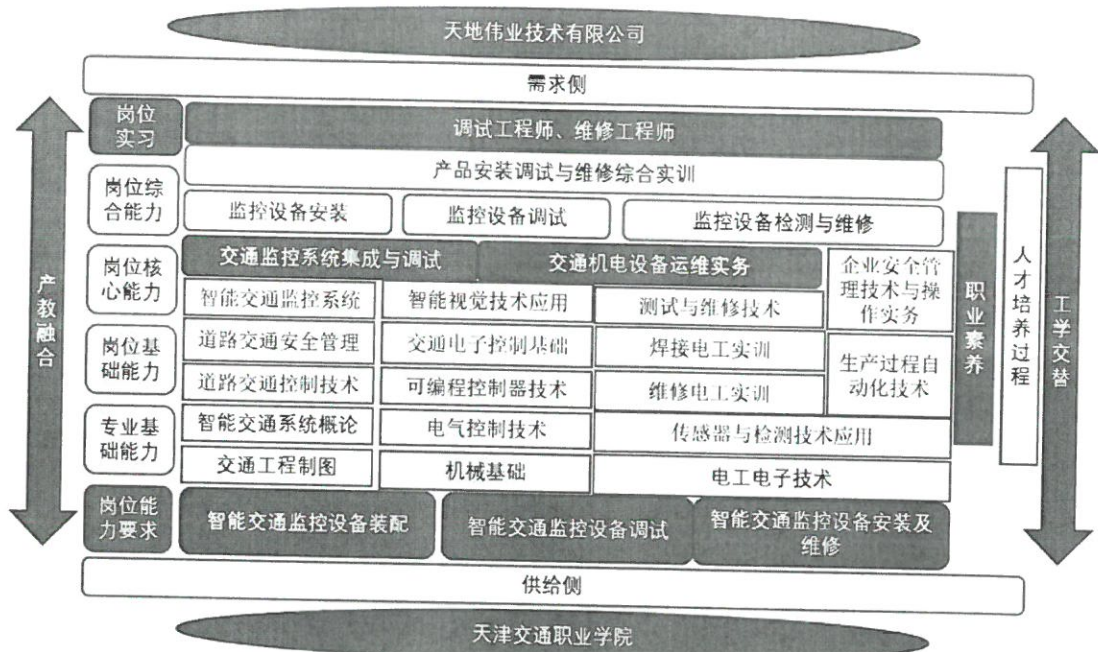 天地伟业技术有限公司
需求侧
岗位
实习
调试工程师、维修工程师
产品安装调试与维修综合实训
岗位综
合能力
监控设备安装
监控设备调试
监控设备检测与维修
岗位核
心能力
交通监控系统集成与调试
交通机电设备运维实务
企业安全管
理技术与操
作实务
智能交通监控系统
智能视觉技术应用
测试与维修技术
岗位基
础能力
道路交通安全管理
交通电子控制基础
焊接电工实训
生产过程自
动化技术
道路交通控制技术
可编程控制器技术
维修电工实训
专业基
础能力
智能交通系统概论
电气控制技术
传感器与检测技术应用
交通工程制图
机械基础
电工电子技术
岗位能
力要求
智能交通监控设备装配
智能交通监控设备调试
智能交通监控设备安装及
维修
供给侧
天津交通职业学院
产教融合
职业素养
人才培养过程
工学交替